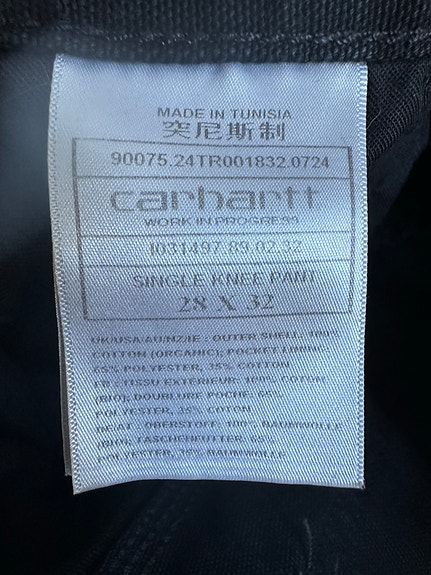 MADE IN TUNISIA
突尼斯制
90075.24TR001832.0724
carhartt
WORK IN PROGRESS
I031497.89.02.32
SINGLE KNEE PANT
28 X 32
UK/USA/AU/NZ/IE : OUTER SHELL: 100%
COTTON (ORGANIC); POCKET LINING:
65% POLYESTER, 35% COTTON
FR : TISSU EXTÉRIEUR: 100% COTON
(BIO); DOUBLURE POCHE: 65%
POLYESTER, 35% COTON
DE/AT : OBERSTOFF: 100% BAUMWOLLE
(BIO); TASCHENFUTTER: 65%
POLYESTER, 35% BAUMWOLLE